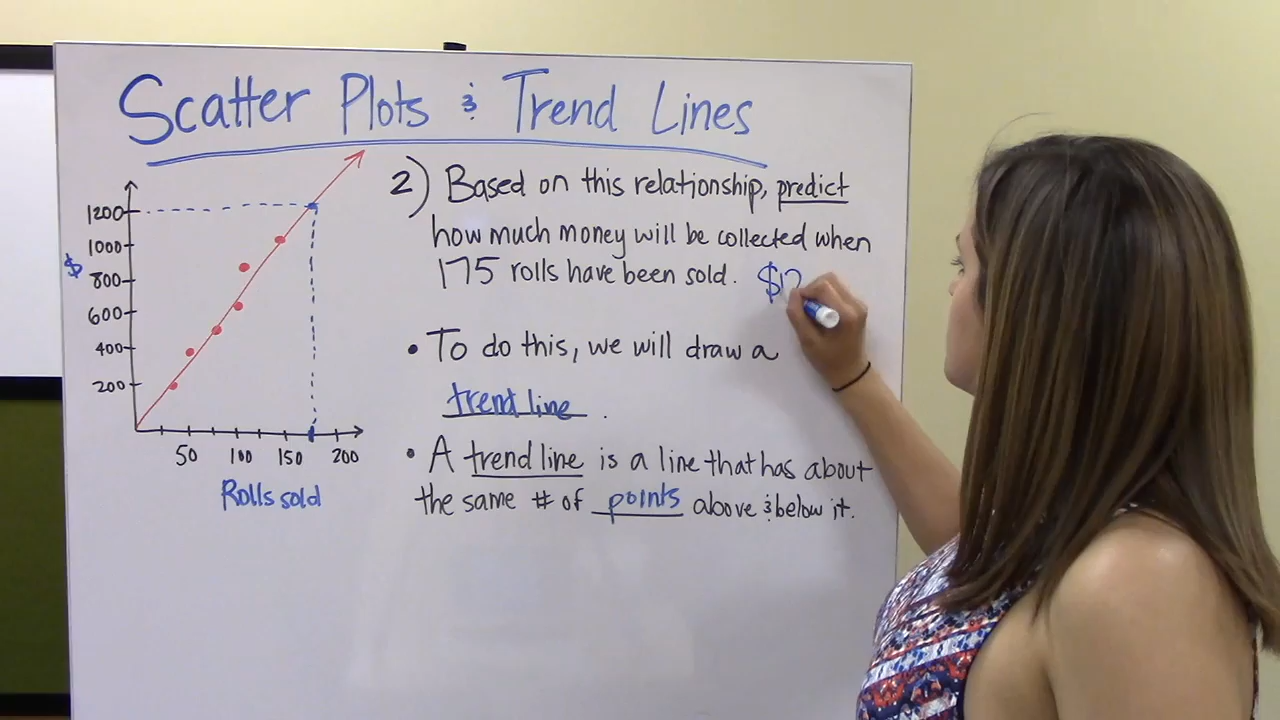 Scatter Plots & Trend Lines
2) Based on this relationship, predict
how much money will be collected when
175 rolls have been sold. $12
• To do this, we will draw a
trend line.
• A trend line is a line that has about
the same # of points above & below it.
1200
1000
$
800
600
400
200
50 100 150 200
Rolls sold